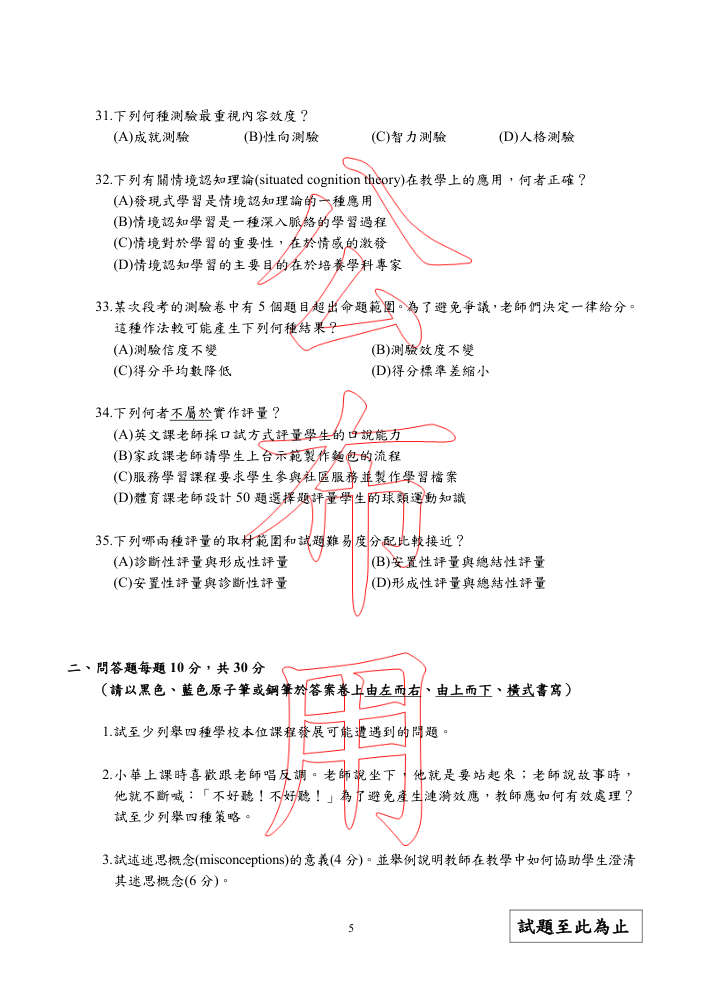 31.下列何種測驗最重視內容效度？
(A)成就測驗 (B)性向測驗 (C)智力測驗 (D)人格測驗
32.下列有關情境認知理論(situated cognition theory)在教學上的應用，何者正確？
(A)發現式學習是情境認知理論的一種應用
(B)情境認知學習是一種深入脈絡的學習過程
(C)情境對於學習的重要性，在於情感的激發
(D)情境認知學習的主要目的在於培養學科專家
33.某次段考的測驗卷中有 5 個題目超出命題範圍。為了避免爭議，老師們決定一律給分。
這種作法較可能產生下列何種結果？
(A)測驗信度不變 (B)測驗效度不變
(C)得分平均數降低 (D)得分標準差縮小
34.下列何者不屬於實作評量？
(A)英文課老師採口試方式評量學生的口說能力
(B)家政課老師請學生上台示範製作麵包的流程
(C)服務學習課程要求學生參與社區服務並製作學習檔案
(D)體育課老師設計 50 題選擇題評量學生的球類運動知識
35.下列哪兩種評量的取材範圍和試題難易度分配比較接近？
(A)診斷性評量與形成性評量 (B)安置性評量與總結性評量
(C)安置性評量與診斷性評量 (D)形成性評量與總結性評量
二、問答題每題 10 分，共 30 分
（請以黑色、藍色原子筆或鋼筆於答案卷上由左而右、由上而下、橫式書寫）
1.試至少列舉四種學校本位課程發展可能遭遇到的問題。
2.小華上課時喜歡跟老師唱反調。老師說坐下，他就是要站起來；老師說故事時，
他就不斷喊：「不好聽！不好聽！」為了避免產生漣漪效應，教師應如何有效處理？
試至少列舉四種策略。
3.試述迷思概念(misconceptions)的意義(4 分)。並舉例說明教師在教學中如何協助學生澄清
其迷思概念(6 分)。
5
試題至此為止
公布用